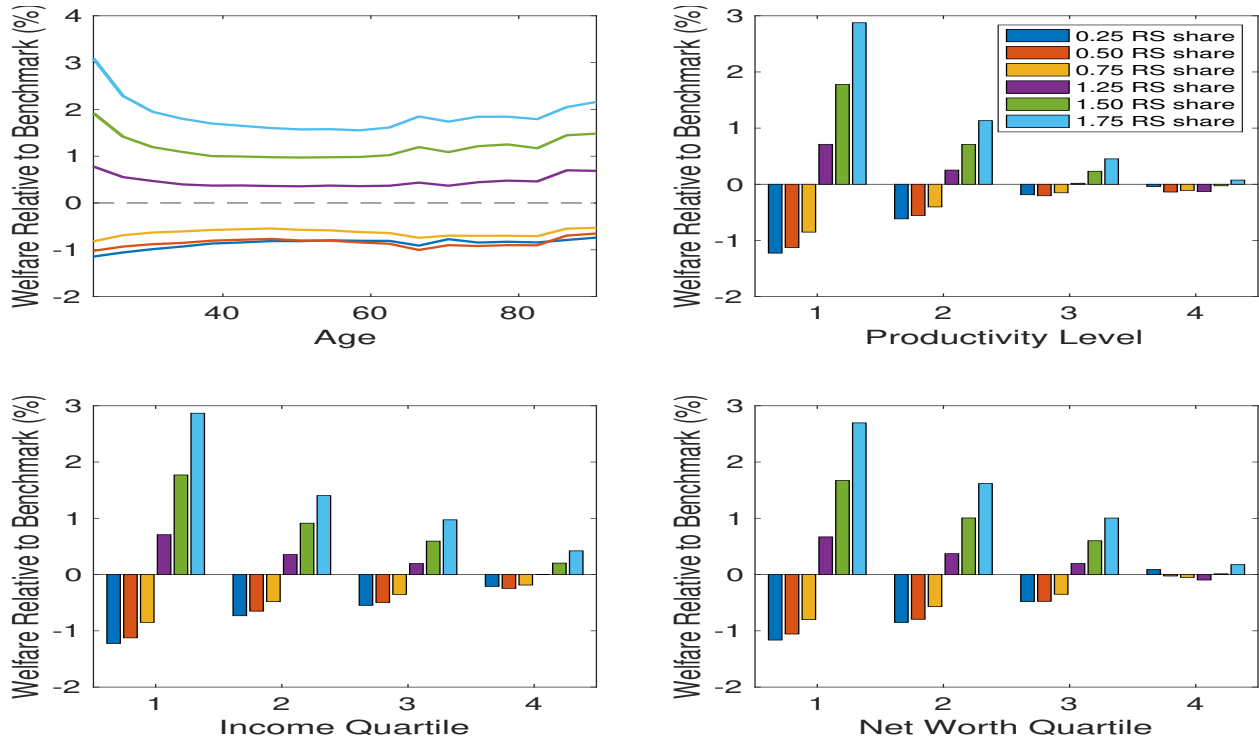 4
3
2
1
0
-1
-2
40
60
80
Age
Welfare Relative to Benchmark (%)
3
2
1
0
-1
-2
1
2
3
4
Productivity Level
Welfare Relative to Benchmark (%)
0.25 RS share
0.50 RS share
0.75 RS share
1.25 RS share
1.50 RS share
1.75 RS share
3
2
1
0
-1
-2
1
2
3
4
Income Quartile
Welfare Relative to Benchmark (%)
3
2
1
0
-1
-2
1
2
3
4
Net Worth Quartile
Welfare Relative to Benchmark (%)